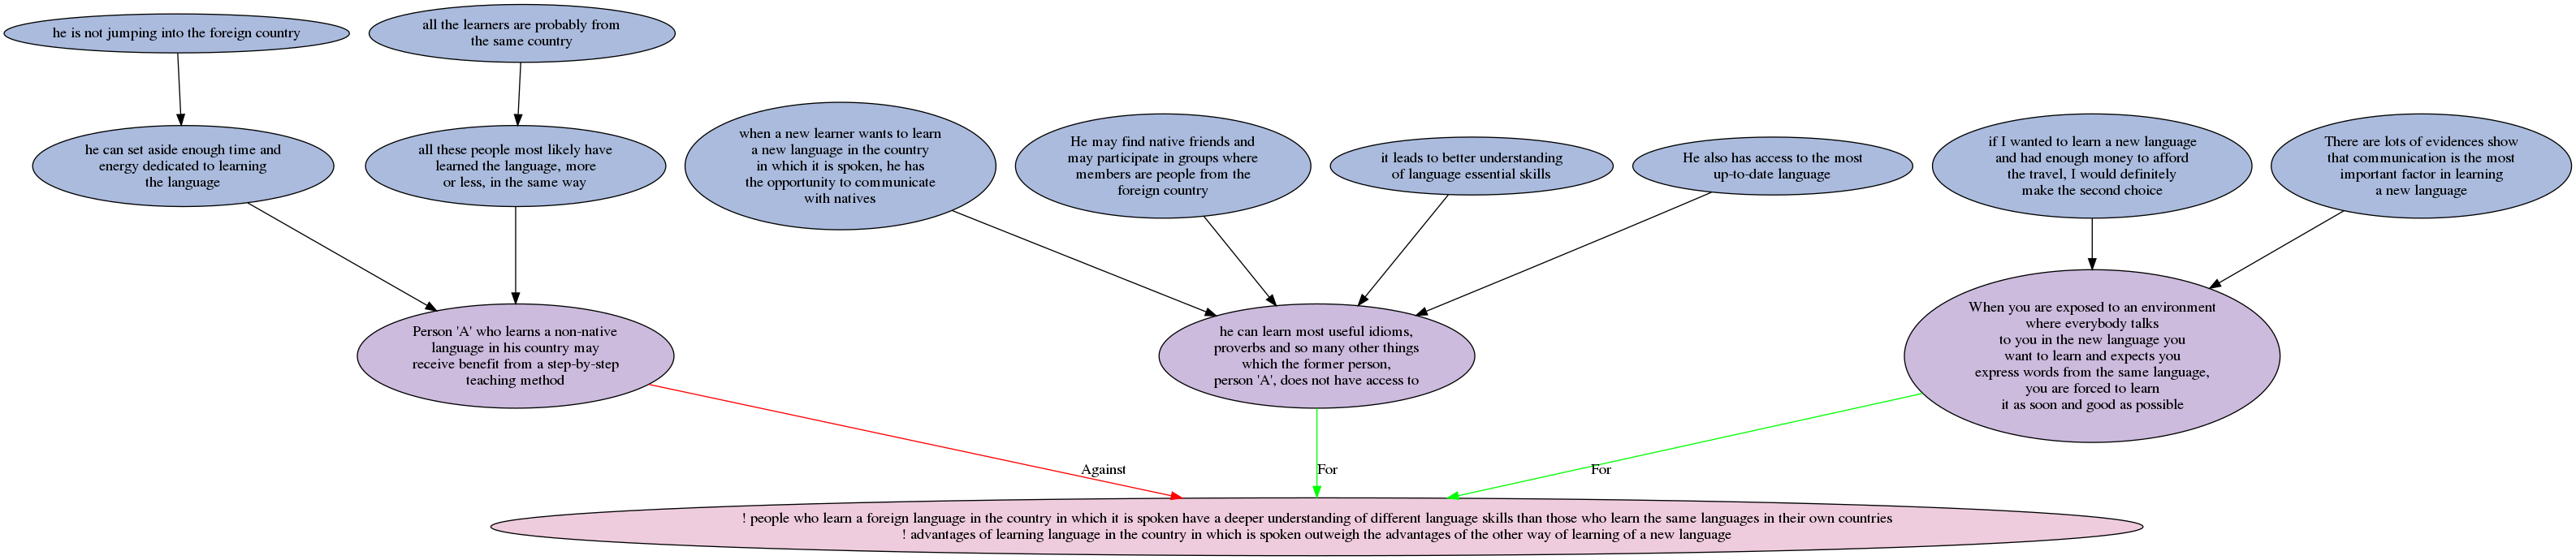 he is not jumping into the foreign country
all the learners are probably from
the same country
he can set aside enough time and
energy dedicated to learning
the language
all these people most likely have
learned the language, more
or less, in the same way
when a new learner wants to learn
a new language in the country
in which it is spoken, he has
the opportunity to communicate
with natives
He may find native friends and
may participate in groups where
members are people from the
foreign country
it leads to better understanding
of language essential skills
He also has access to the most
up-to-date language
if I wanted to learn a new language
and had enough money to afford
the travel, I would definitely
make the second choice
There are lots of evidences show
that communication is the most
important factor in learning
a new language
Person 'A' who learns a non-native
language in his country may
receive benefit from a step-by-step
teaching method
he can learn most useful idioms,
proverbs and so many other things
which the former person,
person 'A', does not have access to
When you are exposed to an environment
where everybody talks
to you in the new language you
want to learn and expects you
express words from the same language,
you are forced to learn
it as soon and good as possible
Against
For
For
! people who learn a foreign language in the country in which it is spoken have a deeper understanding of different language skills than those who learn the same languages in their own countries
! advantages of learning language in the country in which is spoken outweigh the advantages of the other way of learning of a new language